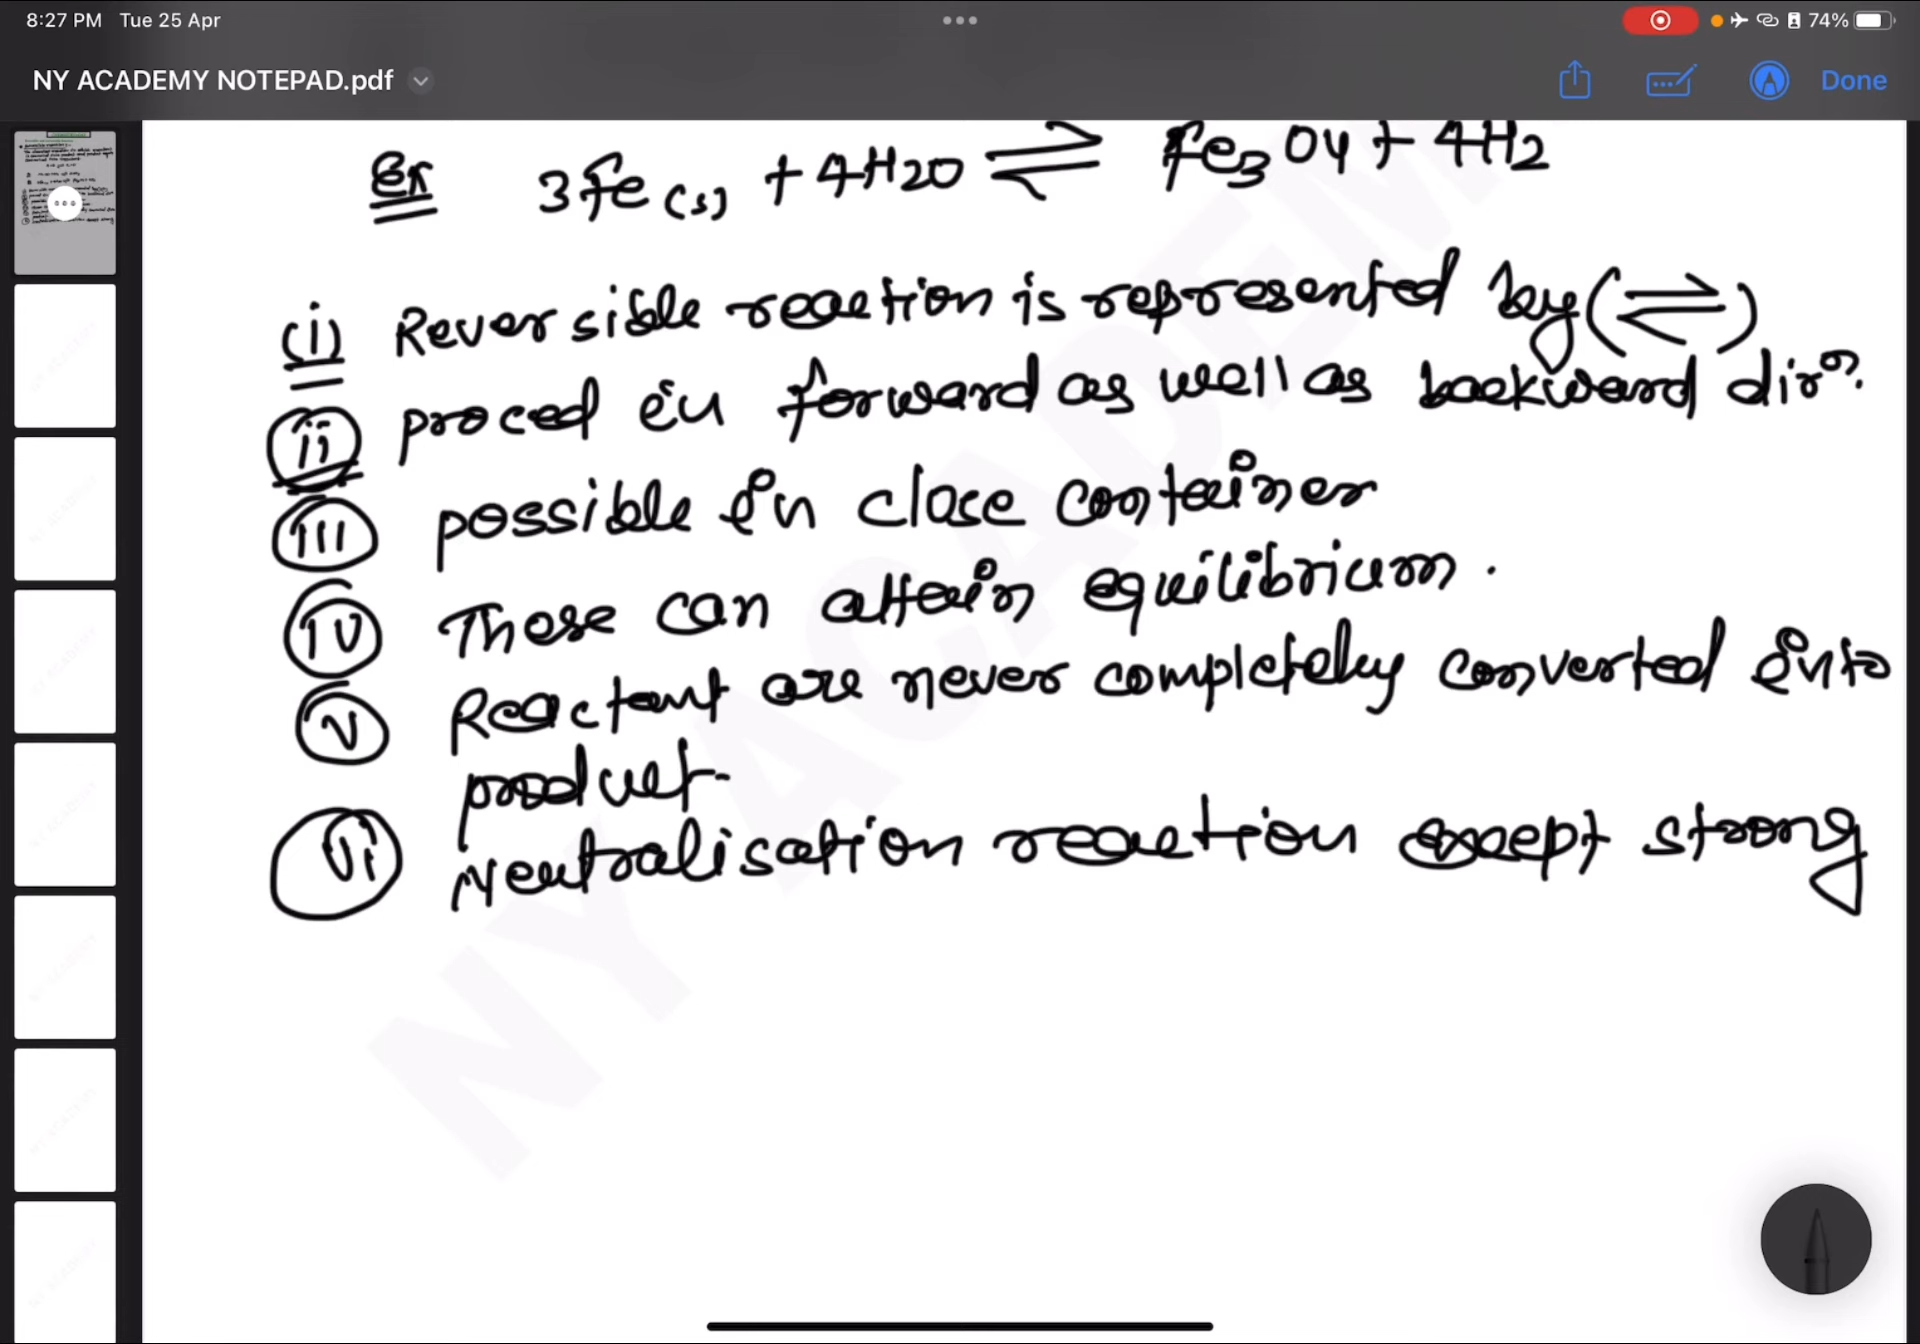 8:27 PM Tue 25 Apr
74%
NY ACADEMY NOTEPAD.pdf
Done
Ex 3Fe(s) + 4H2O ⇌ Fe3O4 + 4H2
(i) Reversible reaction is represented by (⇌)
ii proced in forward as well as backward dirⁿ.
III possible in close container
IV These can attain equilibrium.
V Reactant are never completely converted into
product
Vi Neutralisation reaction except strong
NY ACADEM